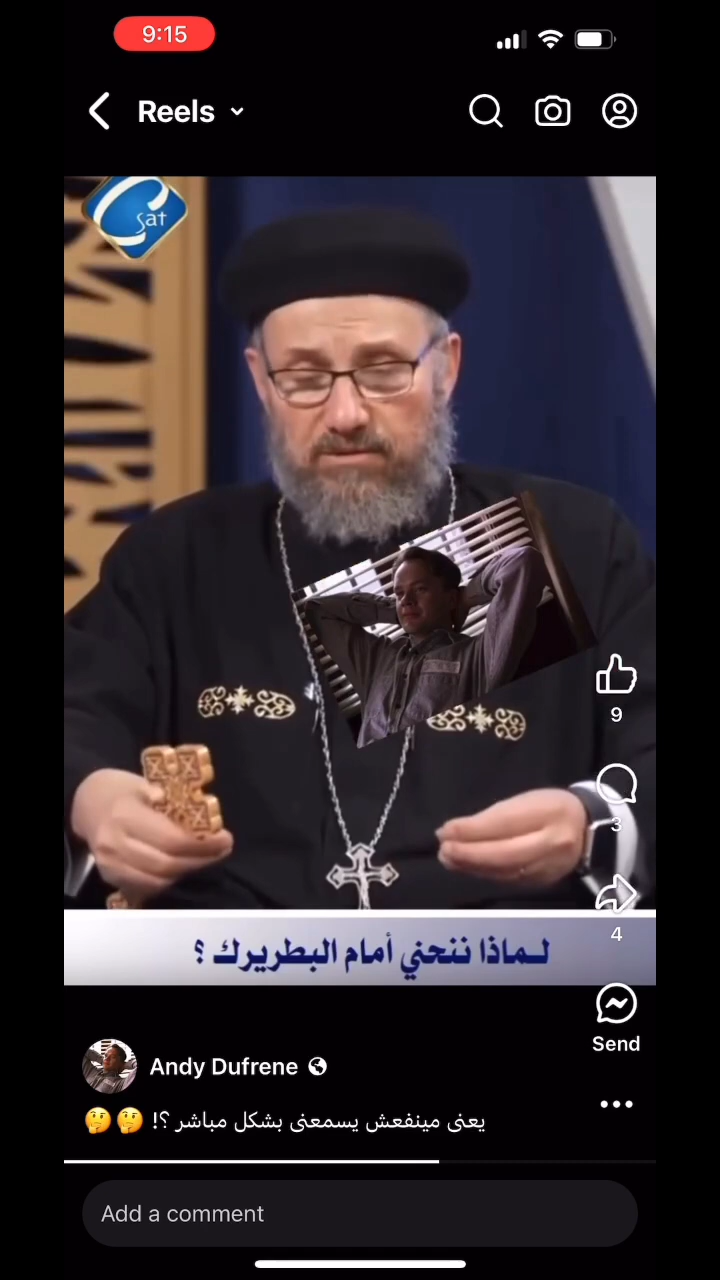 9:15
Reels
C sat
9
3
لماذا ننحني أمام البطريرك ؟
4
Send
Andy Dufrene
يعنى مينفعش يسمعنى بشكل مباشر ؟! 🤔 🤔
Add a comment